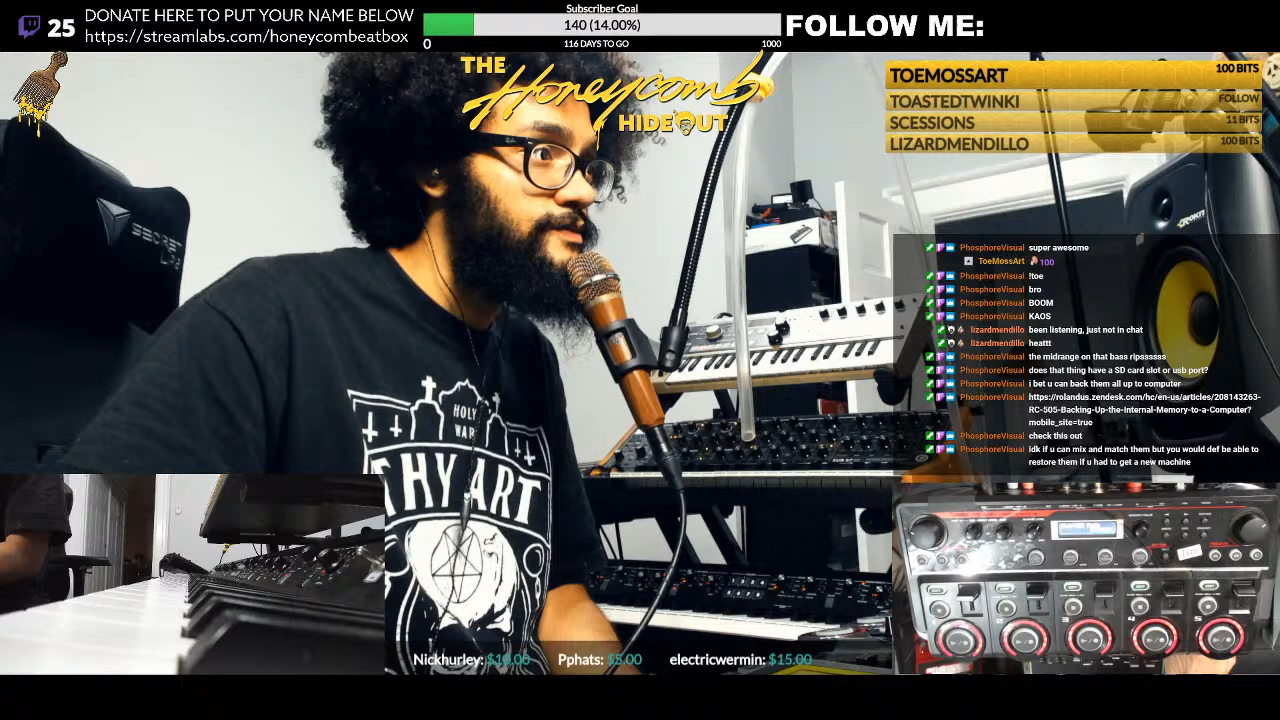 25
DONATE HERE TO PUT YOUR NAME BELOW
https://streamlabs.com/honeycombeatbox
Subscriber Goal
140 (14.00%)
0
116 DAYS TO GO
1000
FOLLOW ME:
THE
Honeycomb
HIDEOUT
TOEMOSSART 100 BITS
TOASTEDTWINKI FOLLOW
SCESSIONS 11 BITS
LIZARDMENDILLO 100 BITS
SECRET
ROKIT
PhosphoreVisual super awesome
ToeMossArt 100
PhosphoreVisual !toe
PhosphoreVisual bro
PhosphoreVisual BOOM
PhosphoreVisual KAOS
lizardmendillo been listening, just not in chat
lizardmendillo heattt
PhosphoreVisual the midrange on that bass ripssssss
PhosphoreVisual does that thing have a SD card slot or usb port?
PhosphoreVisual i bet u can back them all up to computer
PhosphoreVisual https://rolandus.zendesk.com/hc/en-us/articles/208143263-
RC-505-Backing-Up-the-Internal-Memory-to-a-Computer?
mobile_site=true
PhosphoreVisual check this out
PhosphoreVisual idk if u can mix and match them but you would def be able to
restore them if u had to get a new machine
HOLY
WAR
THY ART
1 2 3 4 5
Nickhurley: $10.00 Pphats: $5.00 electricwermin: $15.00